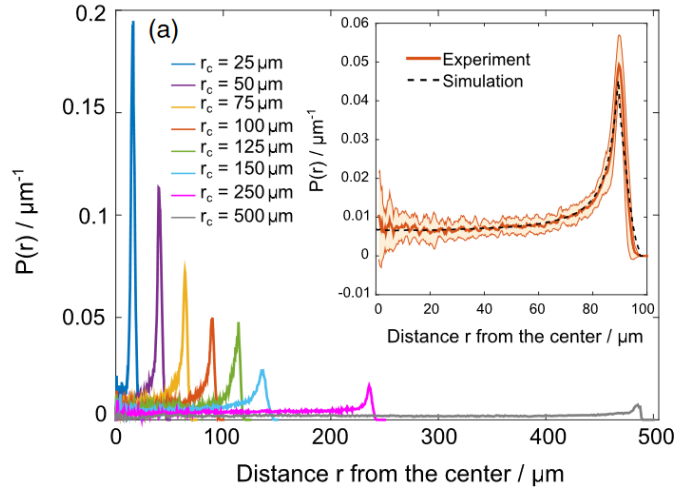 (a)
r_c = 25 μm
r_c = 50 μm
r_c = 75 μm
r_c = 100 μm
r_c = 125 μm
r_c = 150 μm
r_c = 250 μm
r_c = 500 μm
P(r) / μm⁻¹
0.2
0.15
0.1
0.05
0
0 100 200 300 400 500
Distance r from the center / μm
Experiment
Simulation
P(r) / μm⁻¹
0.06
0.05
0.04
0.03
0.02
0.01
0
-0.01
0 20 40 60 80 100
Distance r from the center / μm